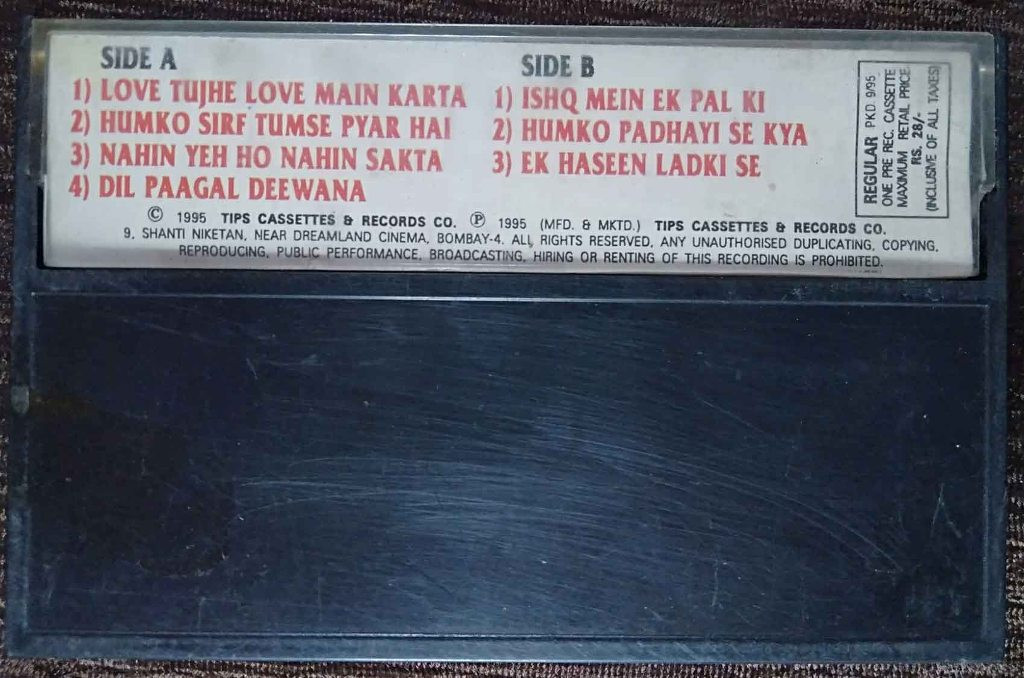 SIDE A
1) LOVE TUJHE LOVE MAIN KARTA
2) HUMKO SIRF TUMSE PYAR HAI
3) NAHIN YEH HO NAHIN SAKTA
4) DIL PAAGAL DEEWANA
SIDE B
1) ISHQ MEIN EK PAL KI
2) HUMKO PADHAYI SE KYA
3) EK HASEEN LADKI SE
REGULAR PKD. 9/95
ONE PRE REC. CASSETTE
MAXIMUM RETAIL PRICE
RS. 28/-
(INCLUSIVE OF ALL TAXES)
© 1995 TIPS CASSETTES & RECORDS CO. ℗ 1995 (MFD. & MKTD.) TIPS CASSETTES & RECORDS CO.
9, SHANTI NIKETAN, NEAR DREAMLAND CINEMA, BOMBAY-4. ALL RIGHTS RESERVED, ANY UNAUTHORISED DUPLICATING, COPYING,
REPRODUCING, PUBLIC PERFORMANCE, BROADCASTING, HIRING OR RENTING OF THIS RECORDING IS PROHIBITED.